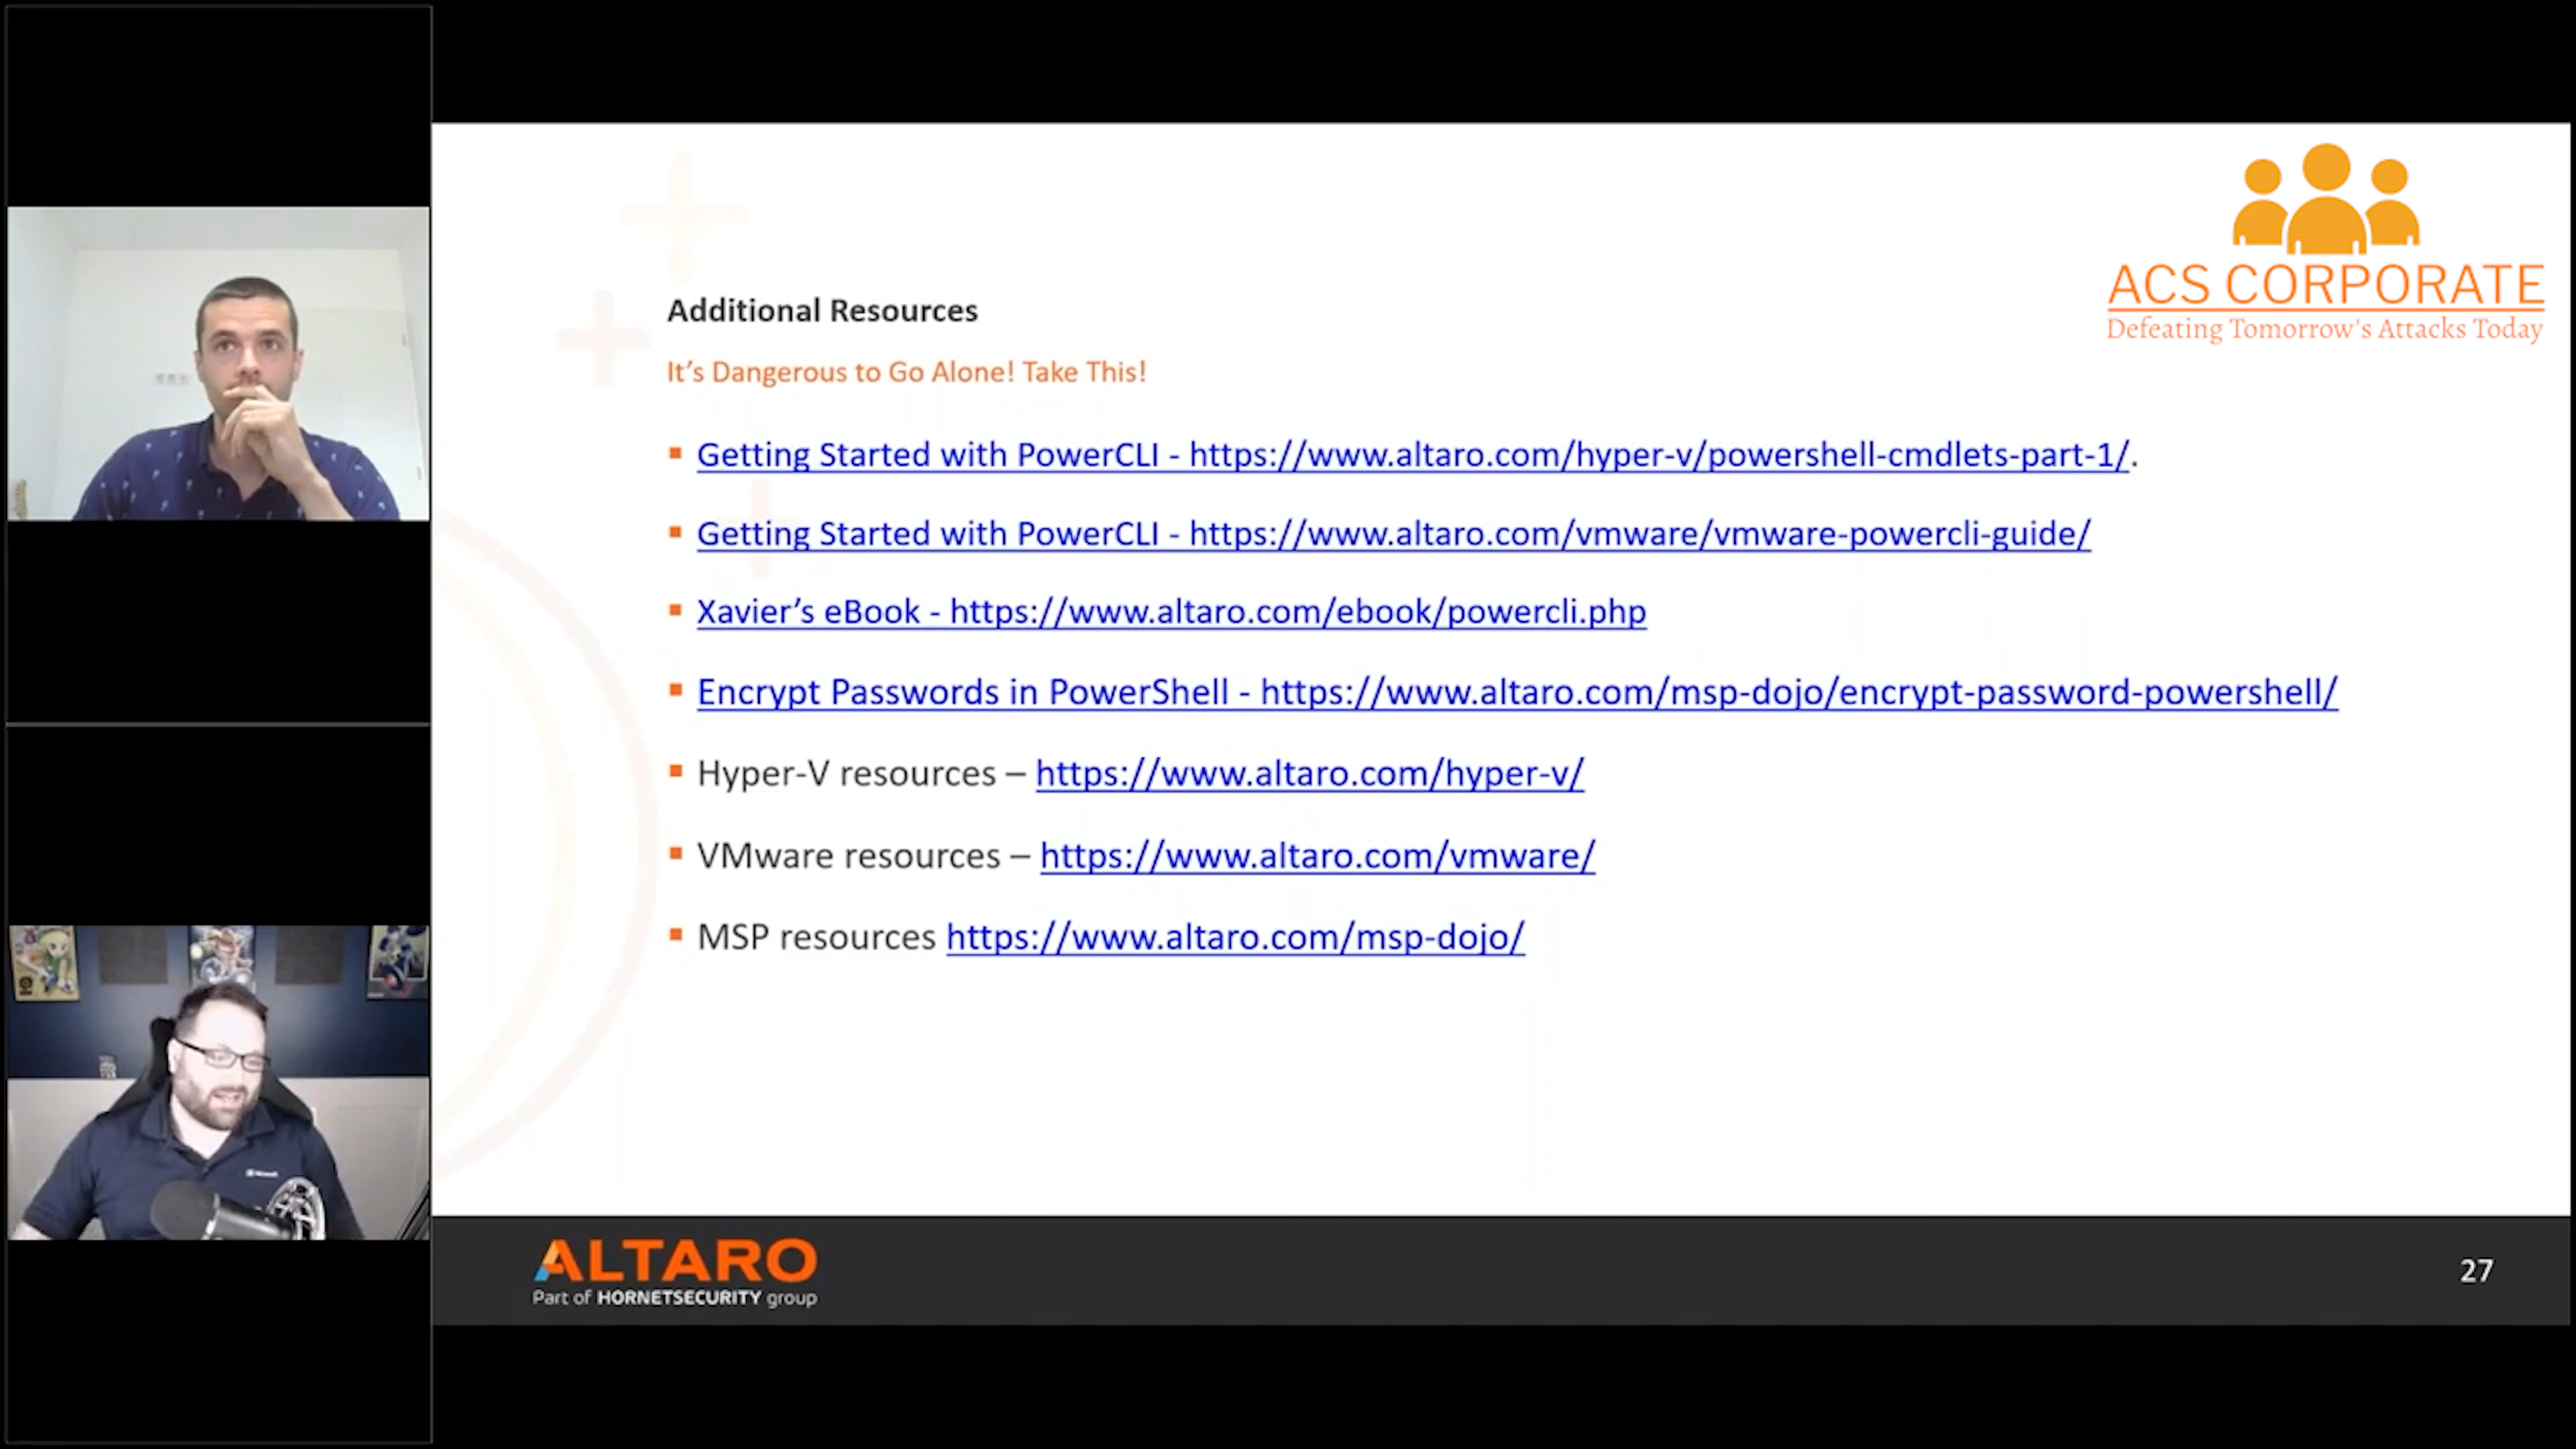 ACS CORPORATE
Defeating Tomorrow's Attacks Today
Additional Resources
It’s Dangerous to Go Alone! Take This!
Getting Started with PowerCLI - https://www.altaro.com/hyper-v/powershell-cmdlets-part-1/.
Getting Started with PowerCLI - https://www.altaro.com/vmware/vmware-powercli-guide/
Xavier’s eBook - https://www.altaro.com/ebook/powercli.php
Encrypt Passwords in PowerShell - https://www.altaro.com/msp-dojo/encrypt-password-powershell/
Hyper-V resources – https://www.altaro.com/hyper-v/
VMware resources – https://www.altaro.com/vmware/
MSP resources https://www.altaro.com/msp-dojo/
ALTARO
Part of HORNETSECURITY group
27